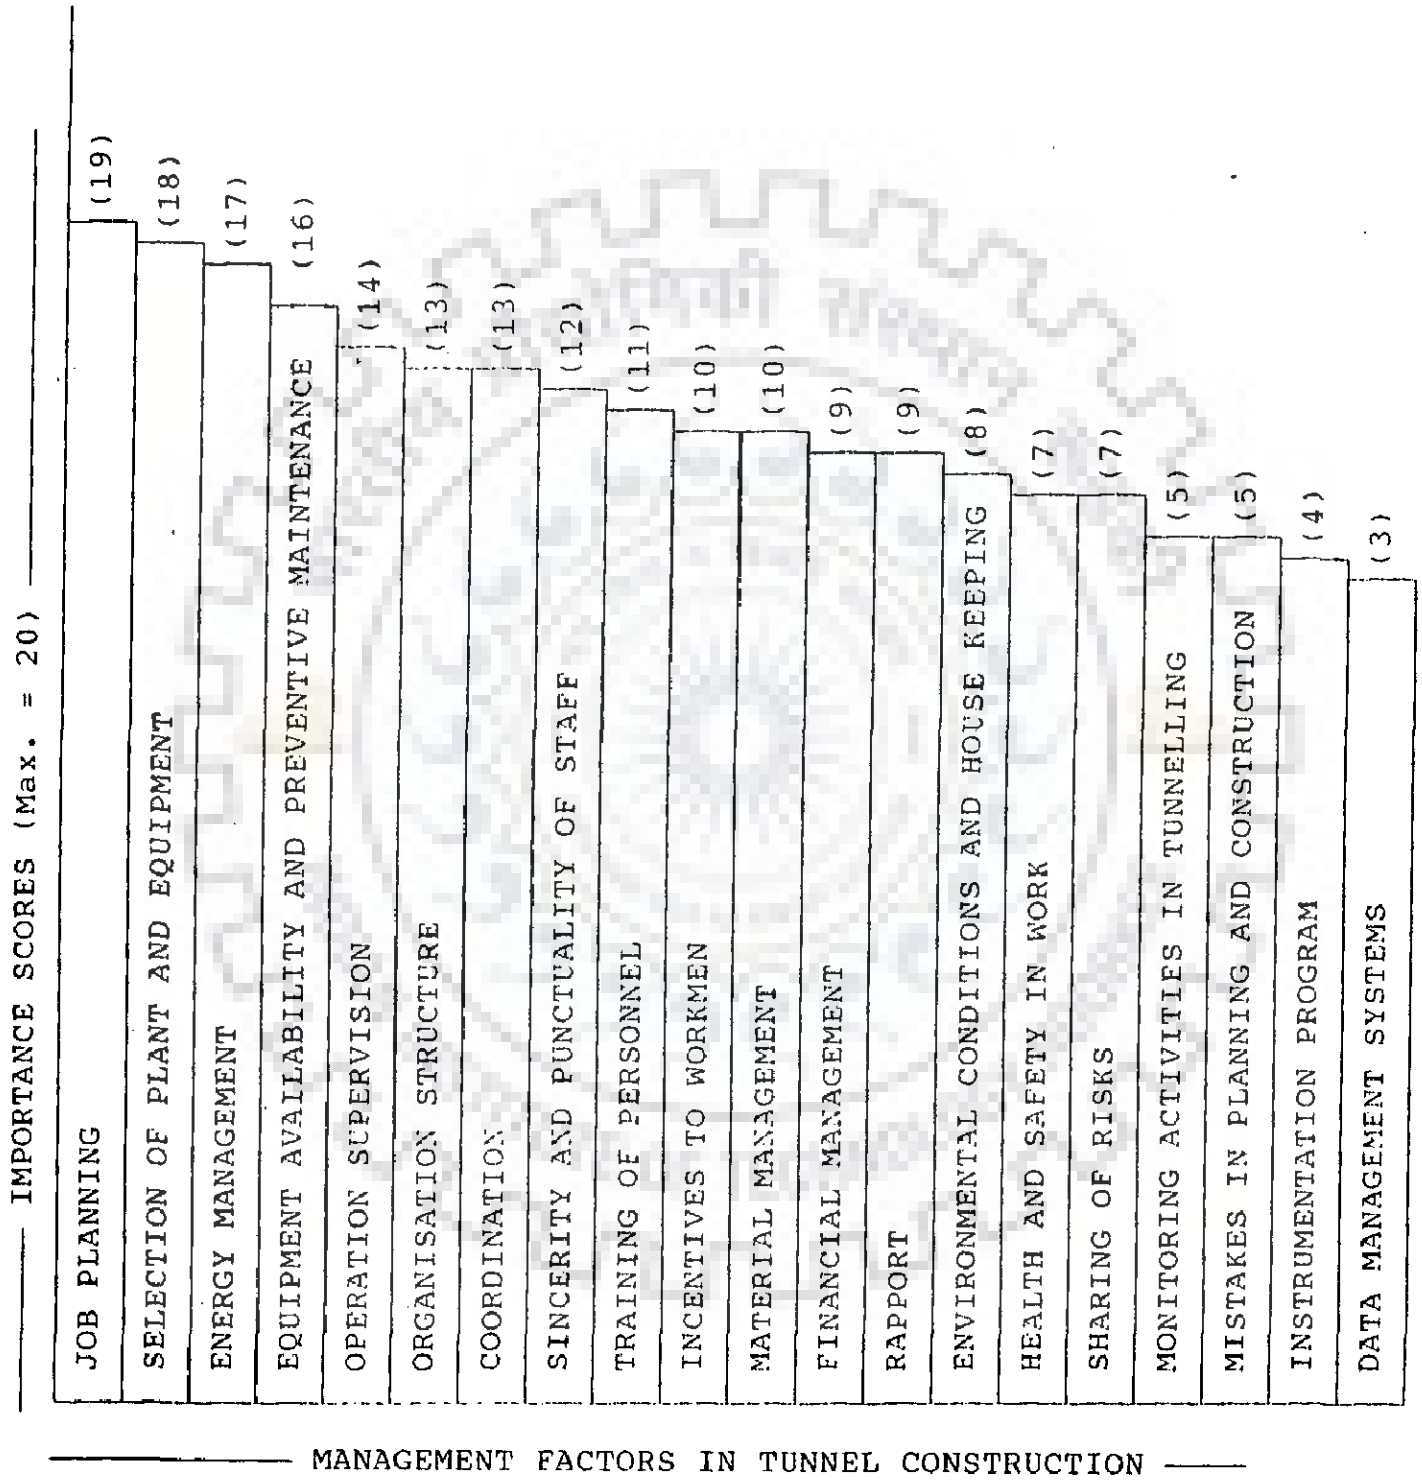 IMPORTANCE SCORES (Max. = 20)
JOB PLANNING (19)
SELECTION OF PLANT AND EQUIPMENT (18)
ENERGY MANAGEMENT (17)
EQUIPMENT AVAILABILITY AND PREVENTIVE MAINTENANCE (16)
OPERATION SUPERVISION (14)
ORGANISATION STRUCTURE (13)
COORDINATION (13)
SINCERITY AND PUNCTUALITY OF STAFF (12)
TRAINING OF PERSONNEL (11)
INCENTIVES TO WORKMEN (10)
MATERIAL MANAGEMENT (10)
FINANCIAL MANAGEMENT (9)
RAPPORT (9)
ENVIRONMENTAL CONDITIONS AND HOUSE KEEPING (8)
HEALTH AND SAFETY IN WORK (7)
SHARING OF RISKS (7)
MONITORING ACTIVITIES IN TUNNELLING (5)
MISTAKES IN PLANNING AND CONSTRUCTION (5)
INSTRUMENTATION PROGRAM (4)
DATA MANAGEMENT SYSTEMS (3)
MANAGEMENT FACTORS IN TUNNEL CONSTRUCTION